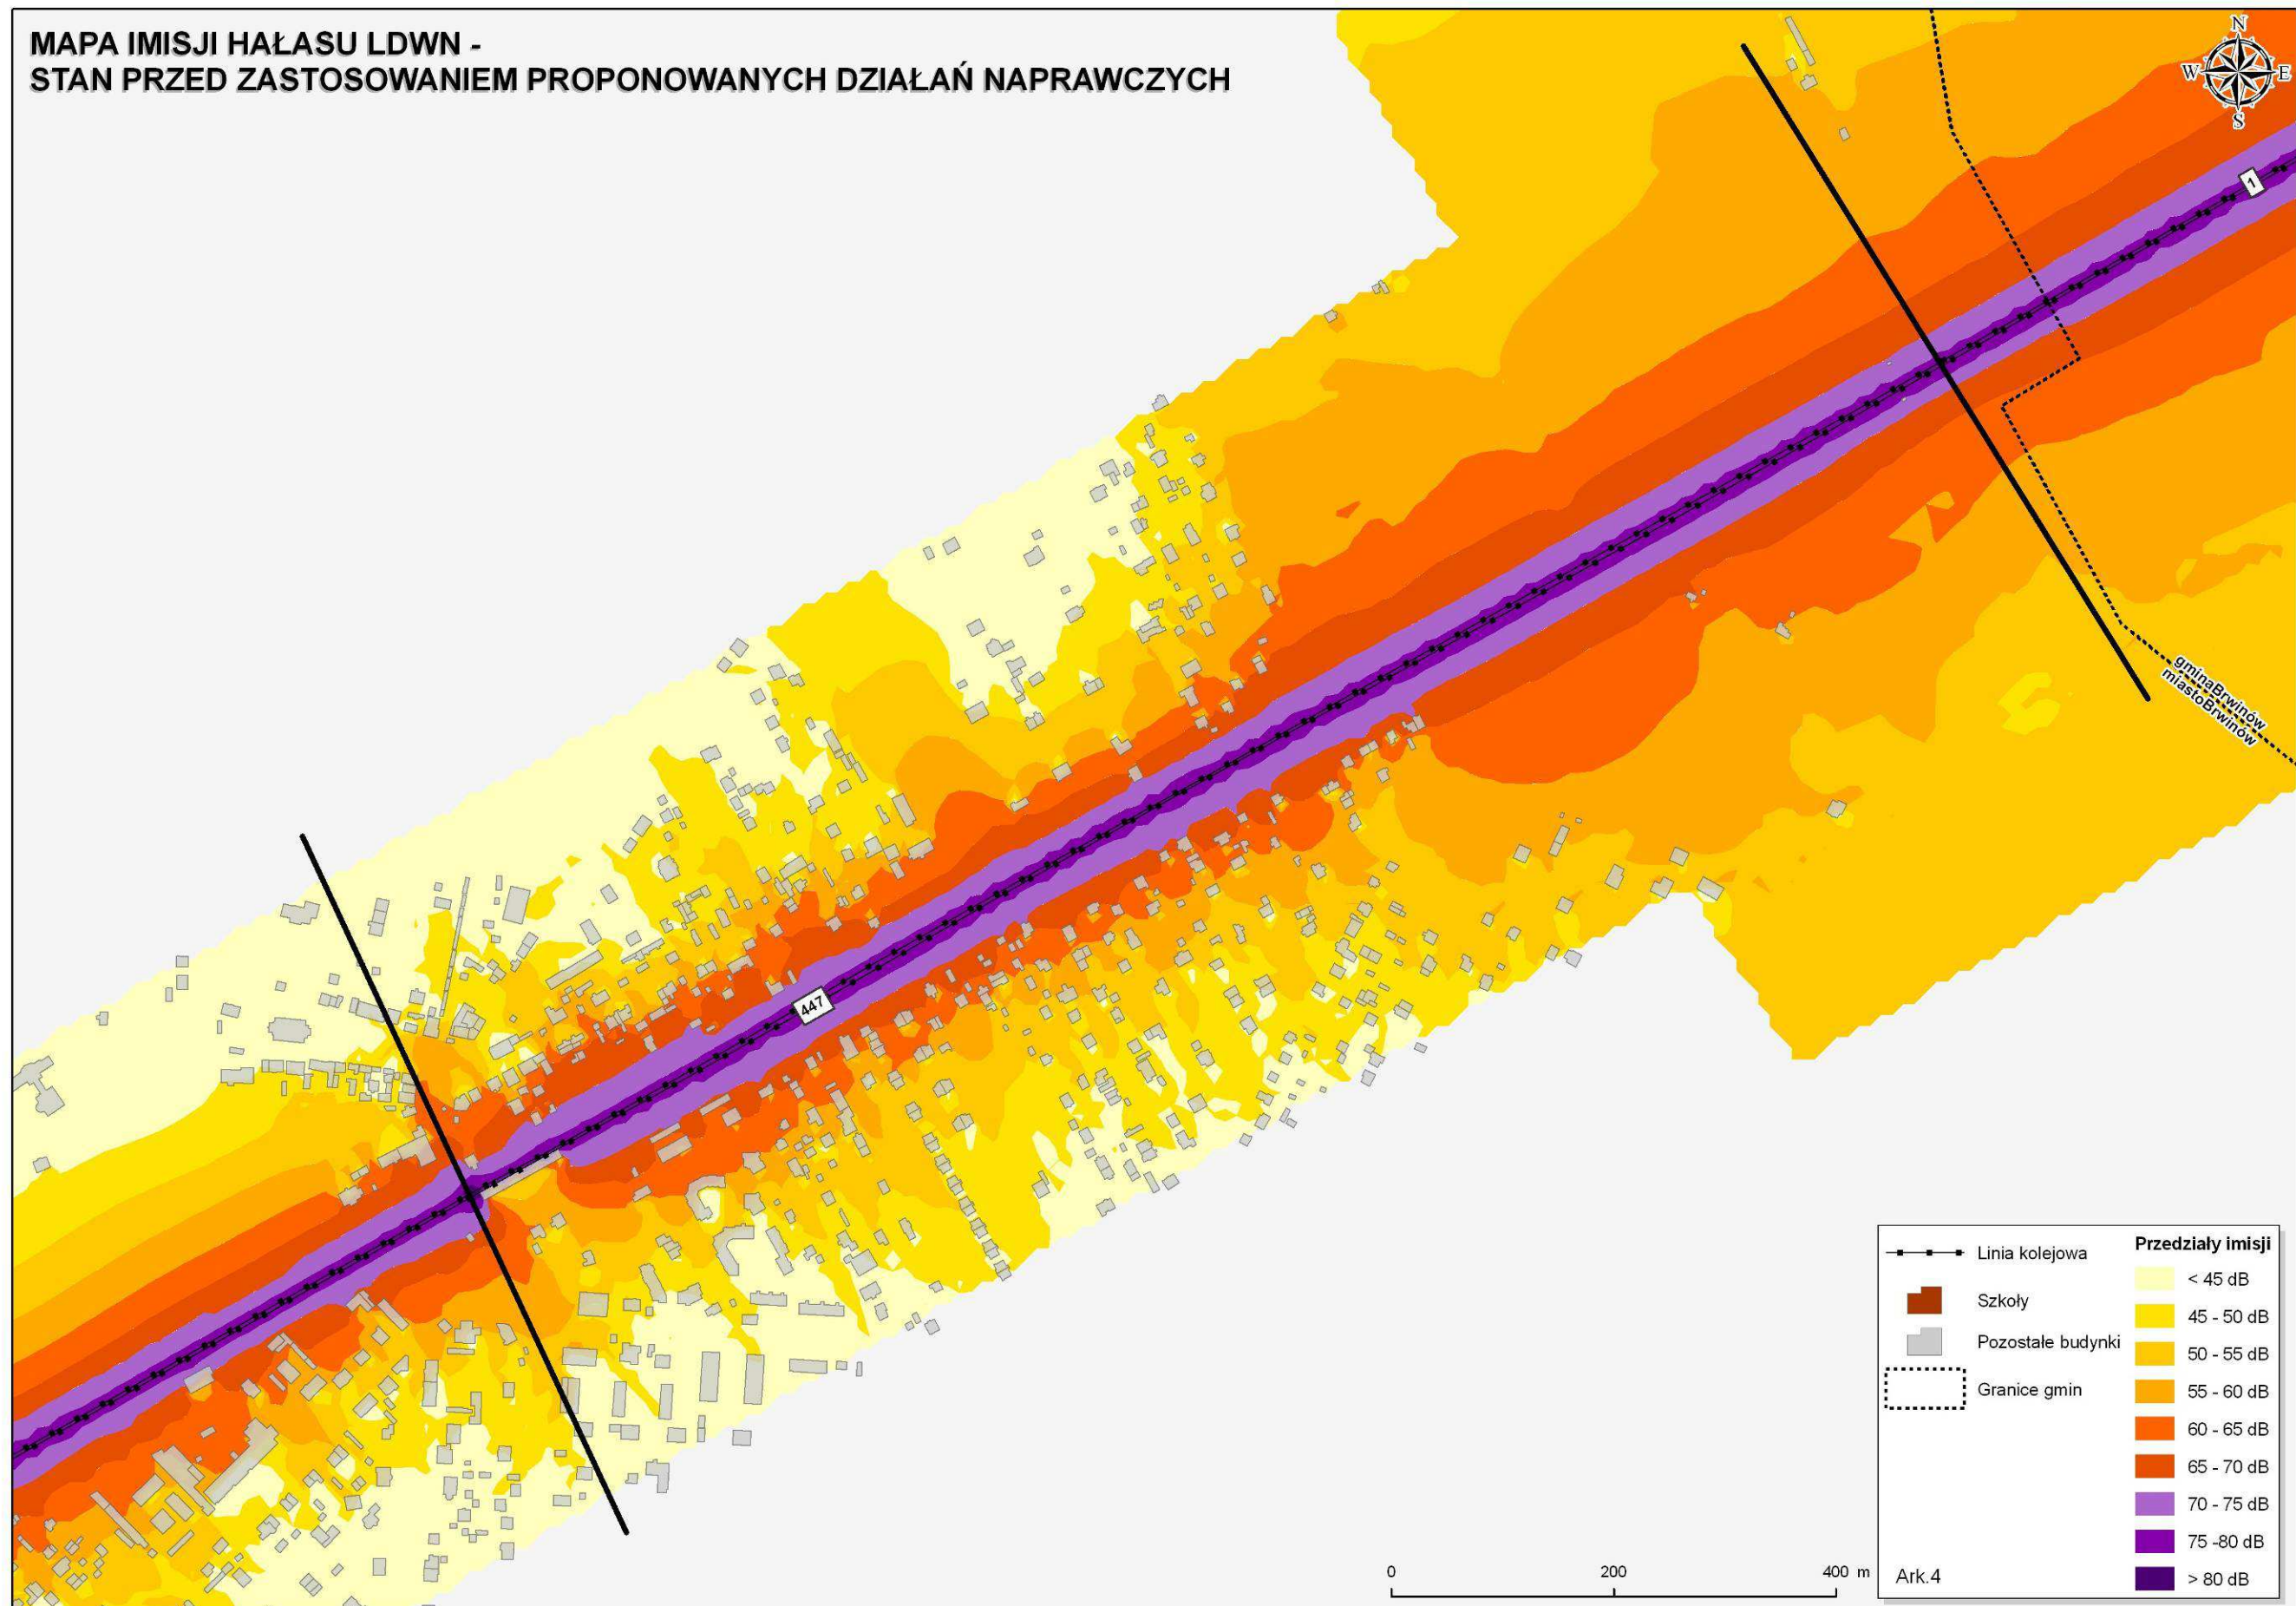 MAPA IMISJI HAŁASU LDWN -
STAN PRZED ZASTOSOWANIEM PROPONOWANYCH DZIAŁAŃ NAPRAWCZYCH
N
W E
S
1
gminaBrwinów
miastoBrwinów
447
Linia kolejowa
Szkoły
Pozostałe budynki
Granice gmin
Przedziały imisji
< 45 dB
45 - 50 dB
50 - 55 dB
55 - 60 dB
60 - 65 dB
65 - 70 dB
70 - 75 dB
75 -80 dB
> 80 dB
Ark.4
0 200 400 m